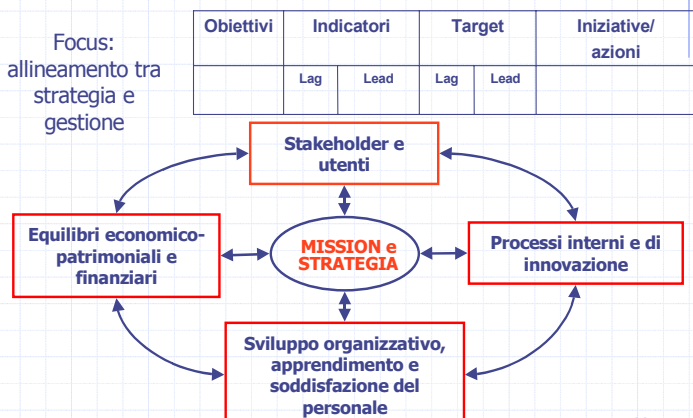 Focus:
allineamento tra
strategia e
gestione
Obiettivi Indicatori Target Iniziative/
azioni
Lag Lead Lag Lead
Stakeholder e
utenti
Equilibri economico-
patrimoniali e
finanziari
MISSION e
STRATEGIA
Processi interni e di
innovazione
Sviluppo organizzativo,
apprendimento e
soddisfazione del
personale